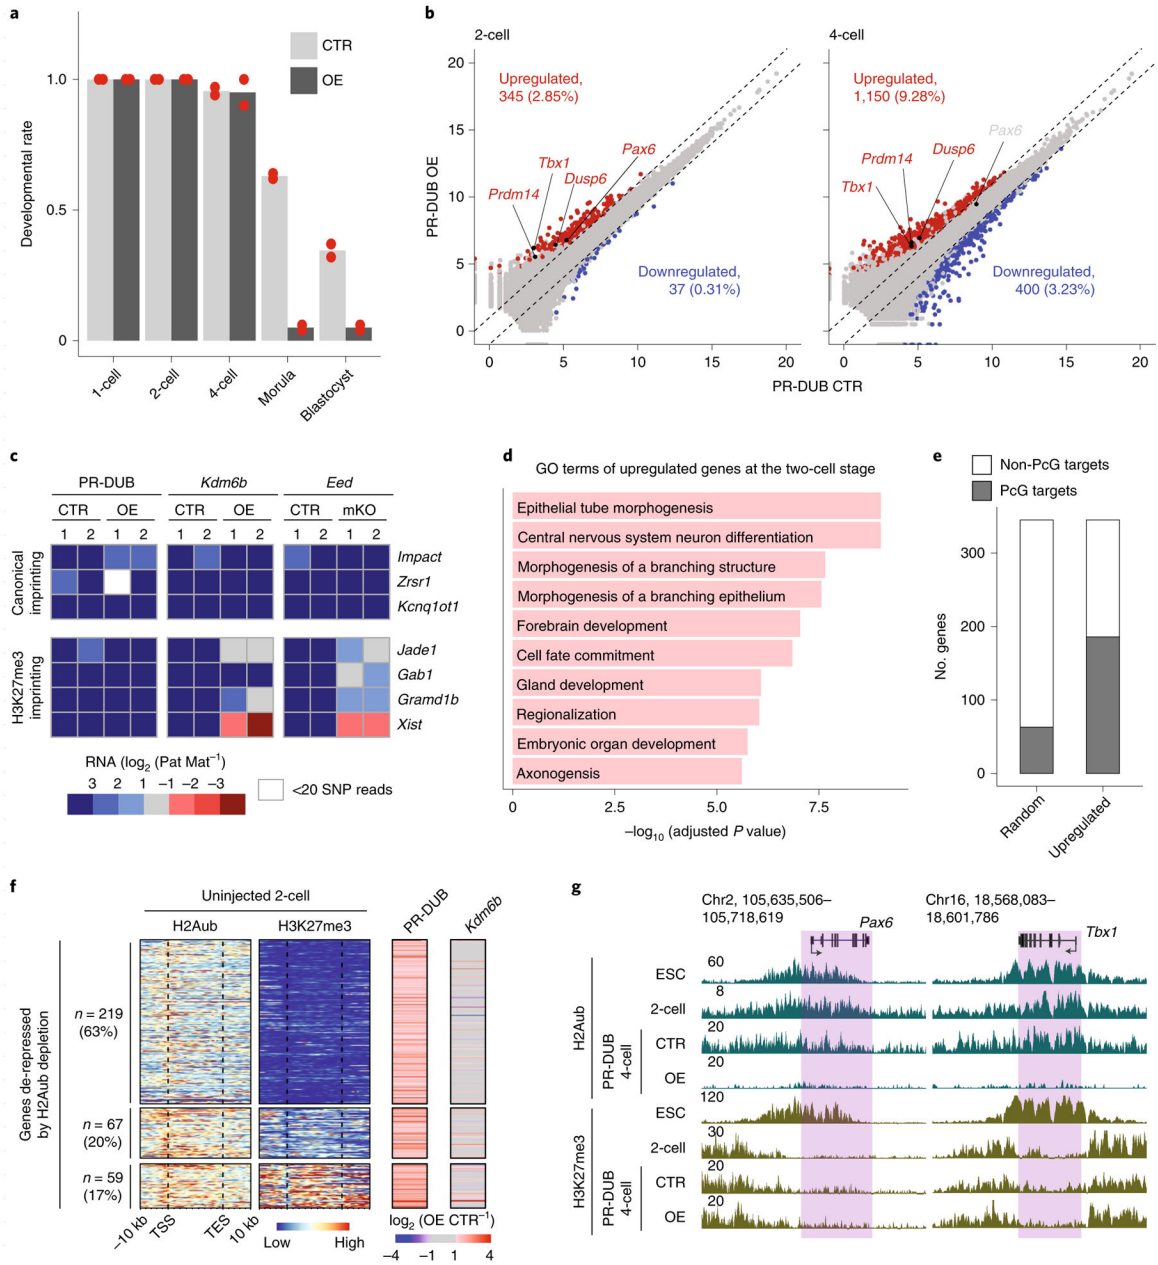 a
CTR
OE
Developmental rate
1.0
0.5
0
1-cell
2-cell
4-cell
Morula
Blastocyst
b
2-cell
4-cell
PR-DUB OE
20
15
10
5
0
Upregulated,
345 (2.85%)
Pax6
Tbx1
Dusp6
Prdm14
Downregulated,
37 (0.31%)
0
5
10
15
20
20
15
10
5
0
Upregulated,
1,150 (9.28%)
Pax6
Dusp6
Prdm14
Tbx1
Downregulated,
400 (3.23%)
0
5
10
15
20
PR-DUB CTR
c
PR-DUB
Kdm6b
Eed
CTR OE CTR OE CTR mKO
1 2 1 2 1 2 1 2 1 2 1 2
Canonical
imprinting
Impact
Zrsr1
Kcnq1ot1
H3K27me3
imprinting
Jade1
Gab1
Gramd1b
Xist
RNA (log2 (Pat Mat−1)
3 2 1 −1 −2 −3
<20 SNP reads
d
GO terms of upregulated genes at the two-cell stage
Epithelial tube morphogenesis
Central nervous system neuron differentiation
Morphogenesis of a branching structure
Morphogenesis of a branching epithelium
Forebrain development
Cell fate commitment
Gland development
Regionalization
Embryonic organ development
Axonogensis
0 2.5 5.0 7.5
−log10 (adjusted P value)
e
Non-PcG targets
PcG targets
No. genes
300
200
100
0
Random
Upregulated
f
Uninjected 2-cell
H2Aub
H3K27me3
PR-DUB
Kdm6b
Genes de-repressed
by H2Aub depletion
n = 219
(63%)
n = 67
(20%)
n = 59
(17%)
−10 kb
TSS
TES
10 kb
Low High
log2 (OE CTR−1)
−4 −1 1 4
g
Chr2, 105,635,506–
105,718,619
Pax6
Chr16, 18,568,083–
18,601,786
Tbx1
H2Aub
PR-DUB
4-cell
ESC
60
2-cell
8
CTR
20
OE
20
H3K27me3
PR-DUB
4-cell
ESC
120
2-cell
30
CTR
20
OE
20